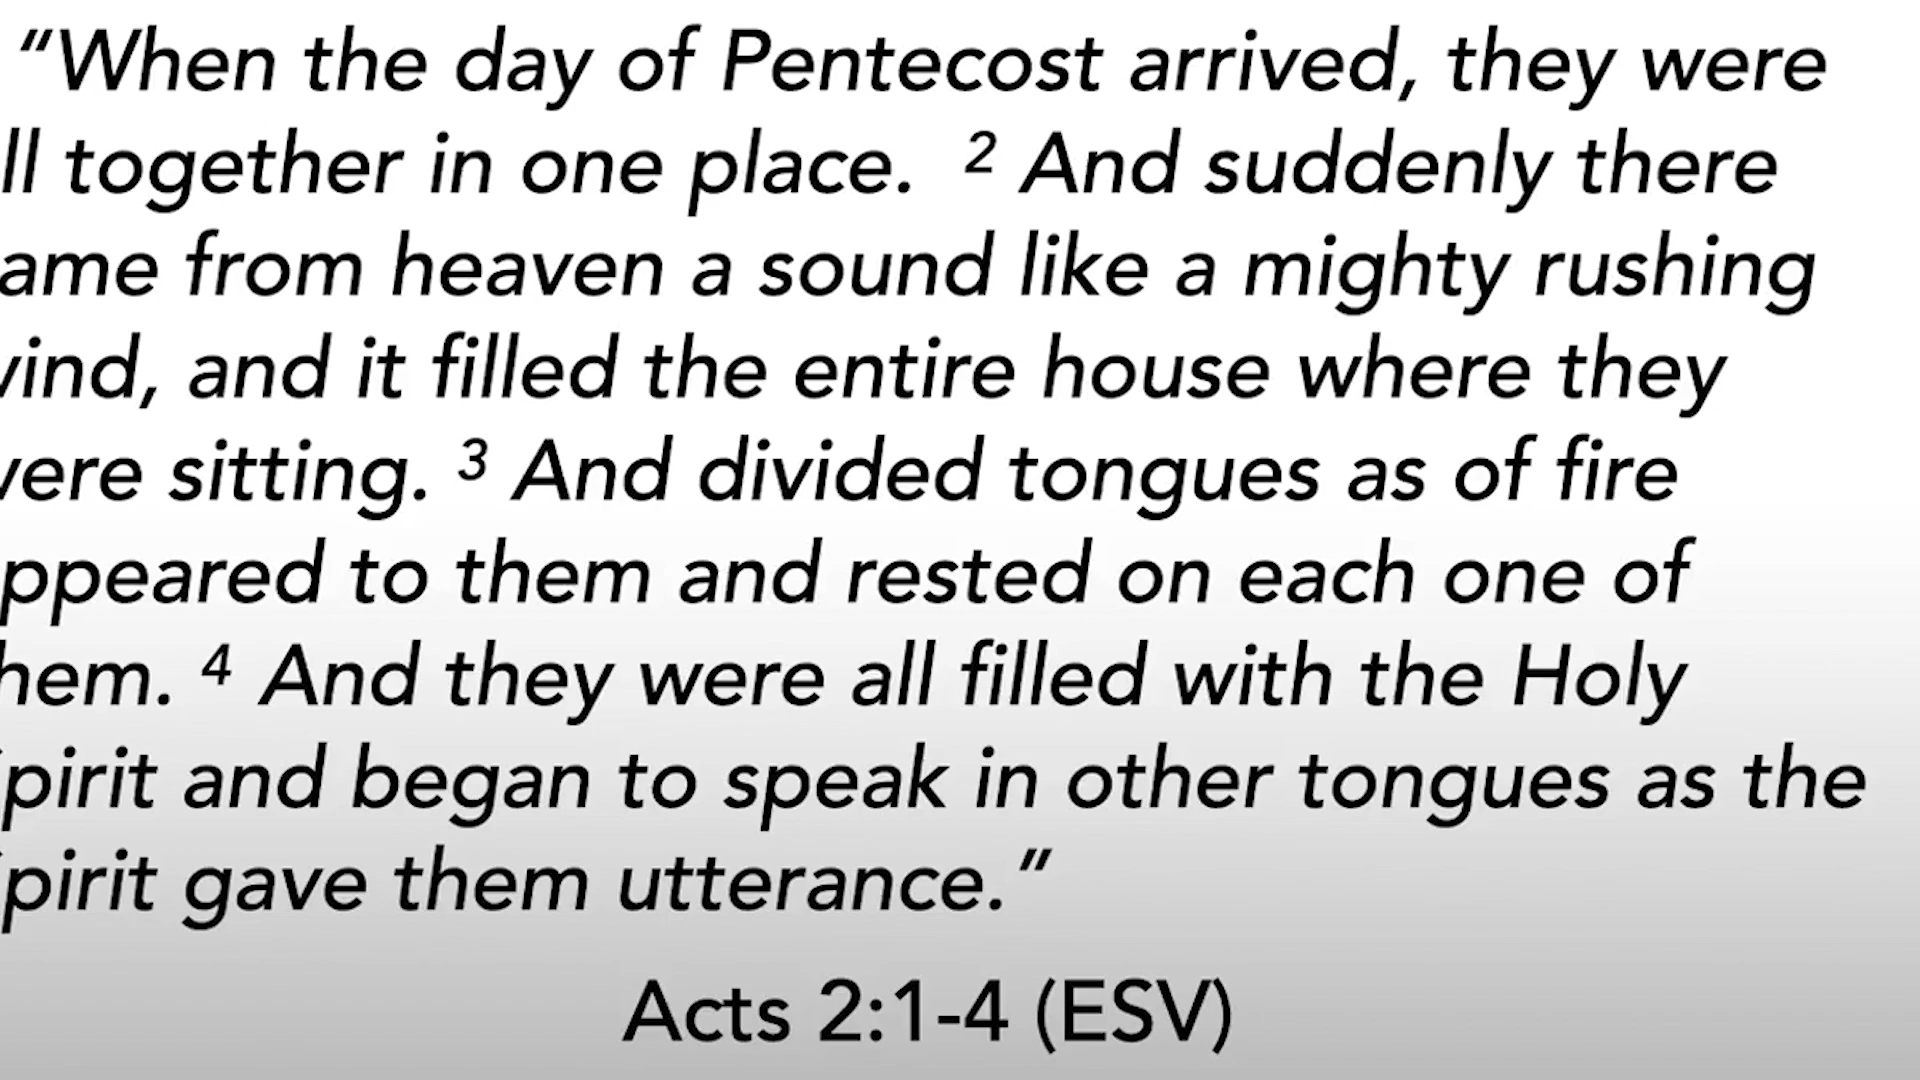 “When the day of Pentecost arrived, they were
ll together in one place. 2 And suddenly there
ame from heaven a sound like a mighty rushing
ind, and it filled the entire house where they
ere sitting. 3 And divided tongues as of fire
ppeared to them and rested on each one of
hem. 4 And they were all filled with the Holy
pirit and began to speak in other tongues as the
pirit gave them utterance.”
Acts 2:1-4 (ESV)